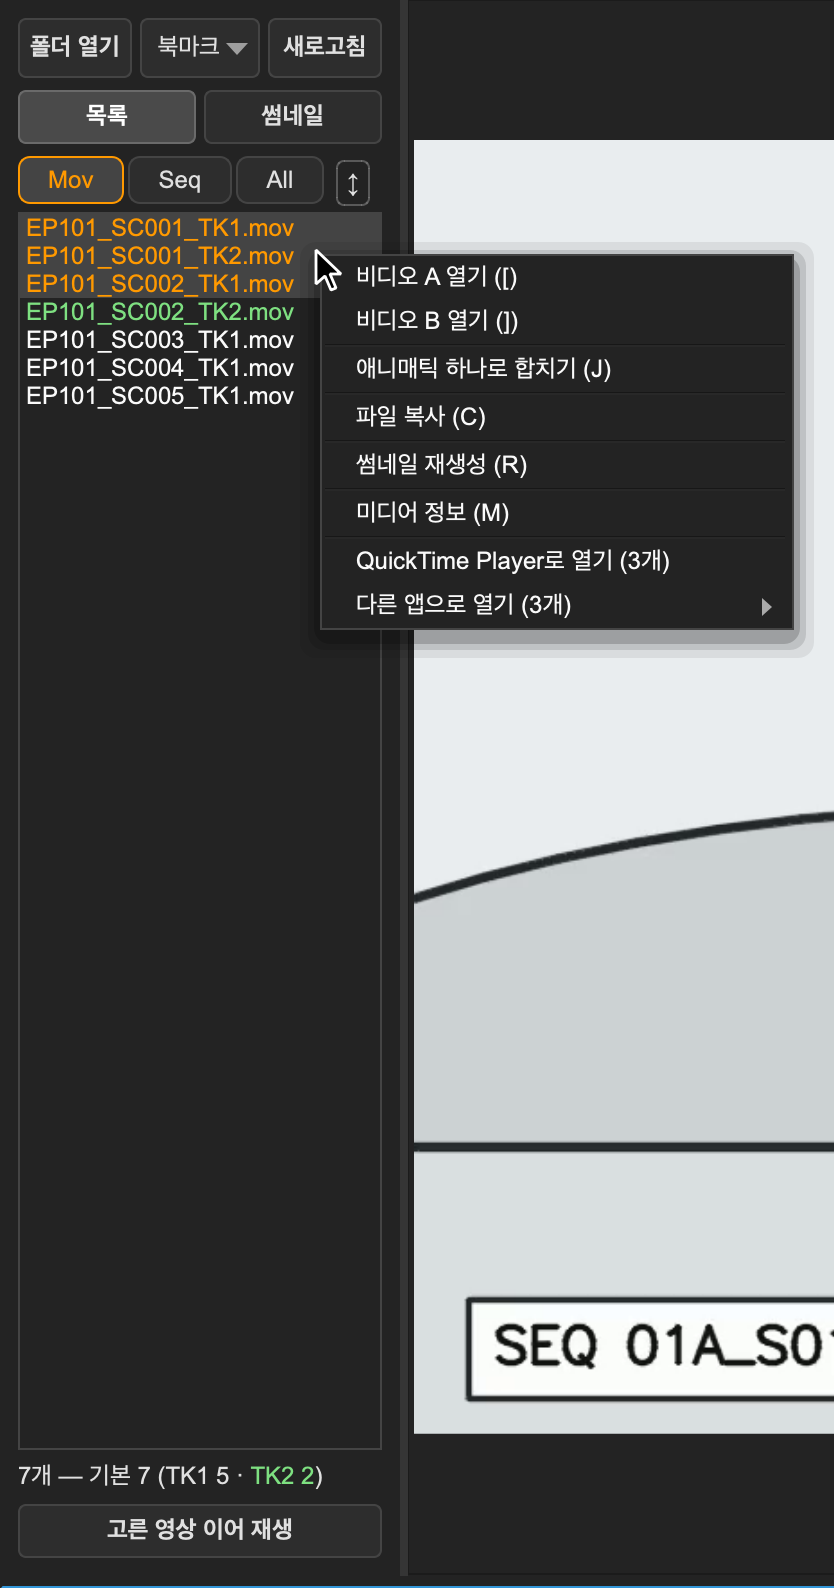 폴더 열기
북마크
새로고침
목록
썸네일
Mov
Seq
All
EP101_SC001_TK1.mov
EP101_SC001_TK2.mov
EP101_SC002_TK1.mov
EP101_SC002_TK2.mov
EP101_SC003_TK1.mov
EP101_SC004_TK1.mov
EP101_SC005_TK1.mov
비디오 A 열기 ([)
비디오 B 열기 (])
애니매틱 하나로 합치기 (J)
파일 복사 (C)
썸네일 재생성 (R)
미디어 정보 (M)
QuickTime Player로 열기 (3개)
다른 앱으로 열기 (3개)
SEQ 01A_S0
7개 — 기본 7 (TK1 5 · TK2 2)
고른 영상 이어 재생